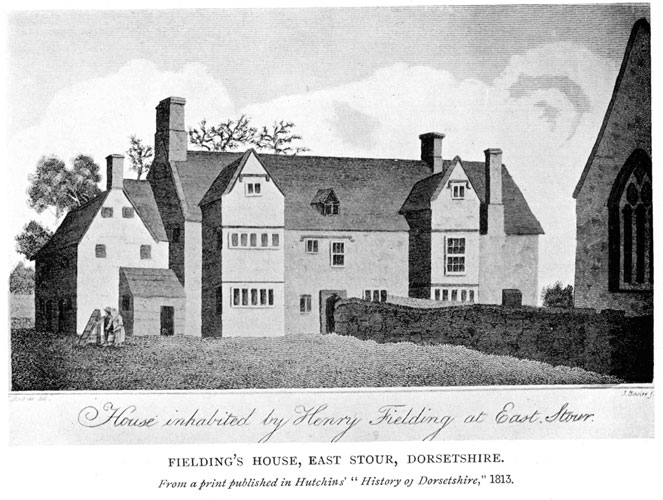 J. Basire f.
House inhabited by Henry Fielding at East Stour.
FIELDING'S HOUSE, EAST STOUR, DORSETSHIRE.
From a print published in Hutchins' "History of Dorsetshire," 1813.